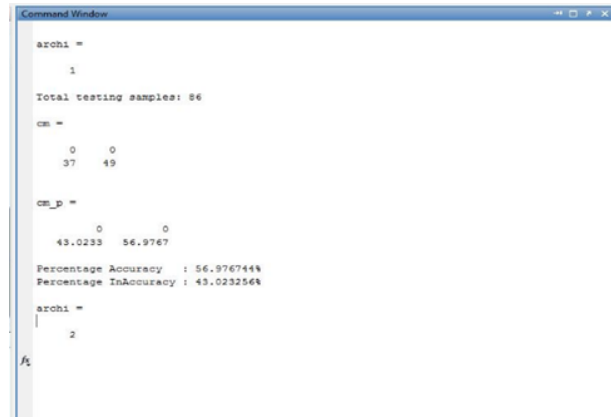 Command Window
archi =
1
Total testing samples: 86
cm =
0 0
37 49
cm_p =
0 0
43.0233 56.9767
Percentage Accuracy : 56.976744%
Percentage InAccuracy : 43.023256%
archi =
2
fx